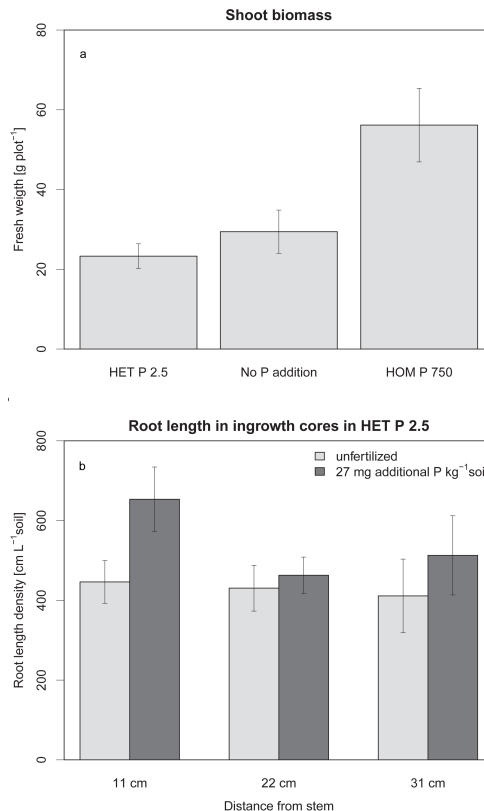 Shoot biomass
a
80
60
40
20
0
Fresh weigth [g plot⁻¹]
HET P 2.5 No P addition HOM P 750
Root length in ingrowth cores in HET P 2.5
b
unfertilized
27 mg additional P kg⁻¹soi
800
600
400
200
0
Root length density [cm L⁻¹soil]
11 cm 22 cm 31 cm
Distance from stem